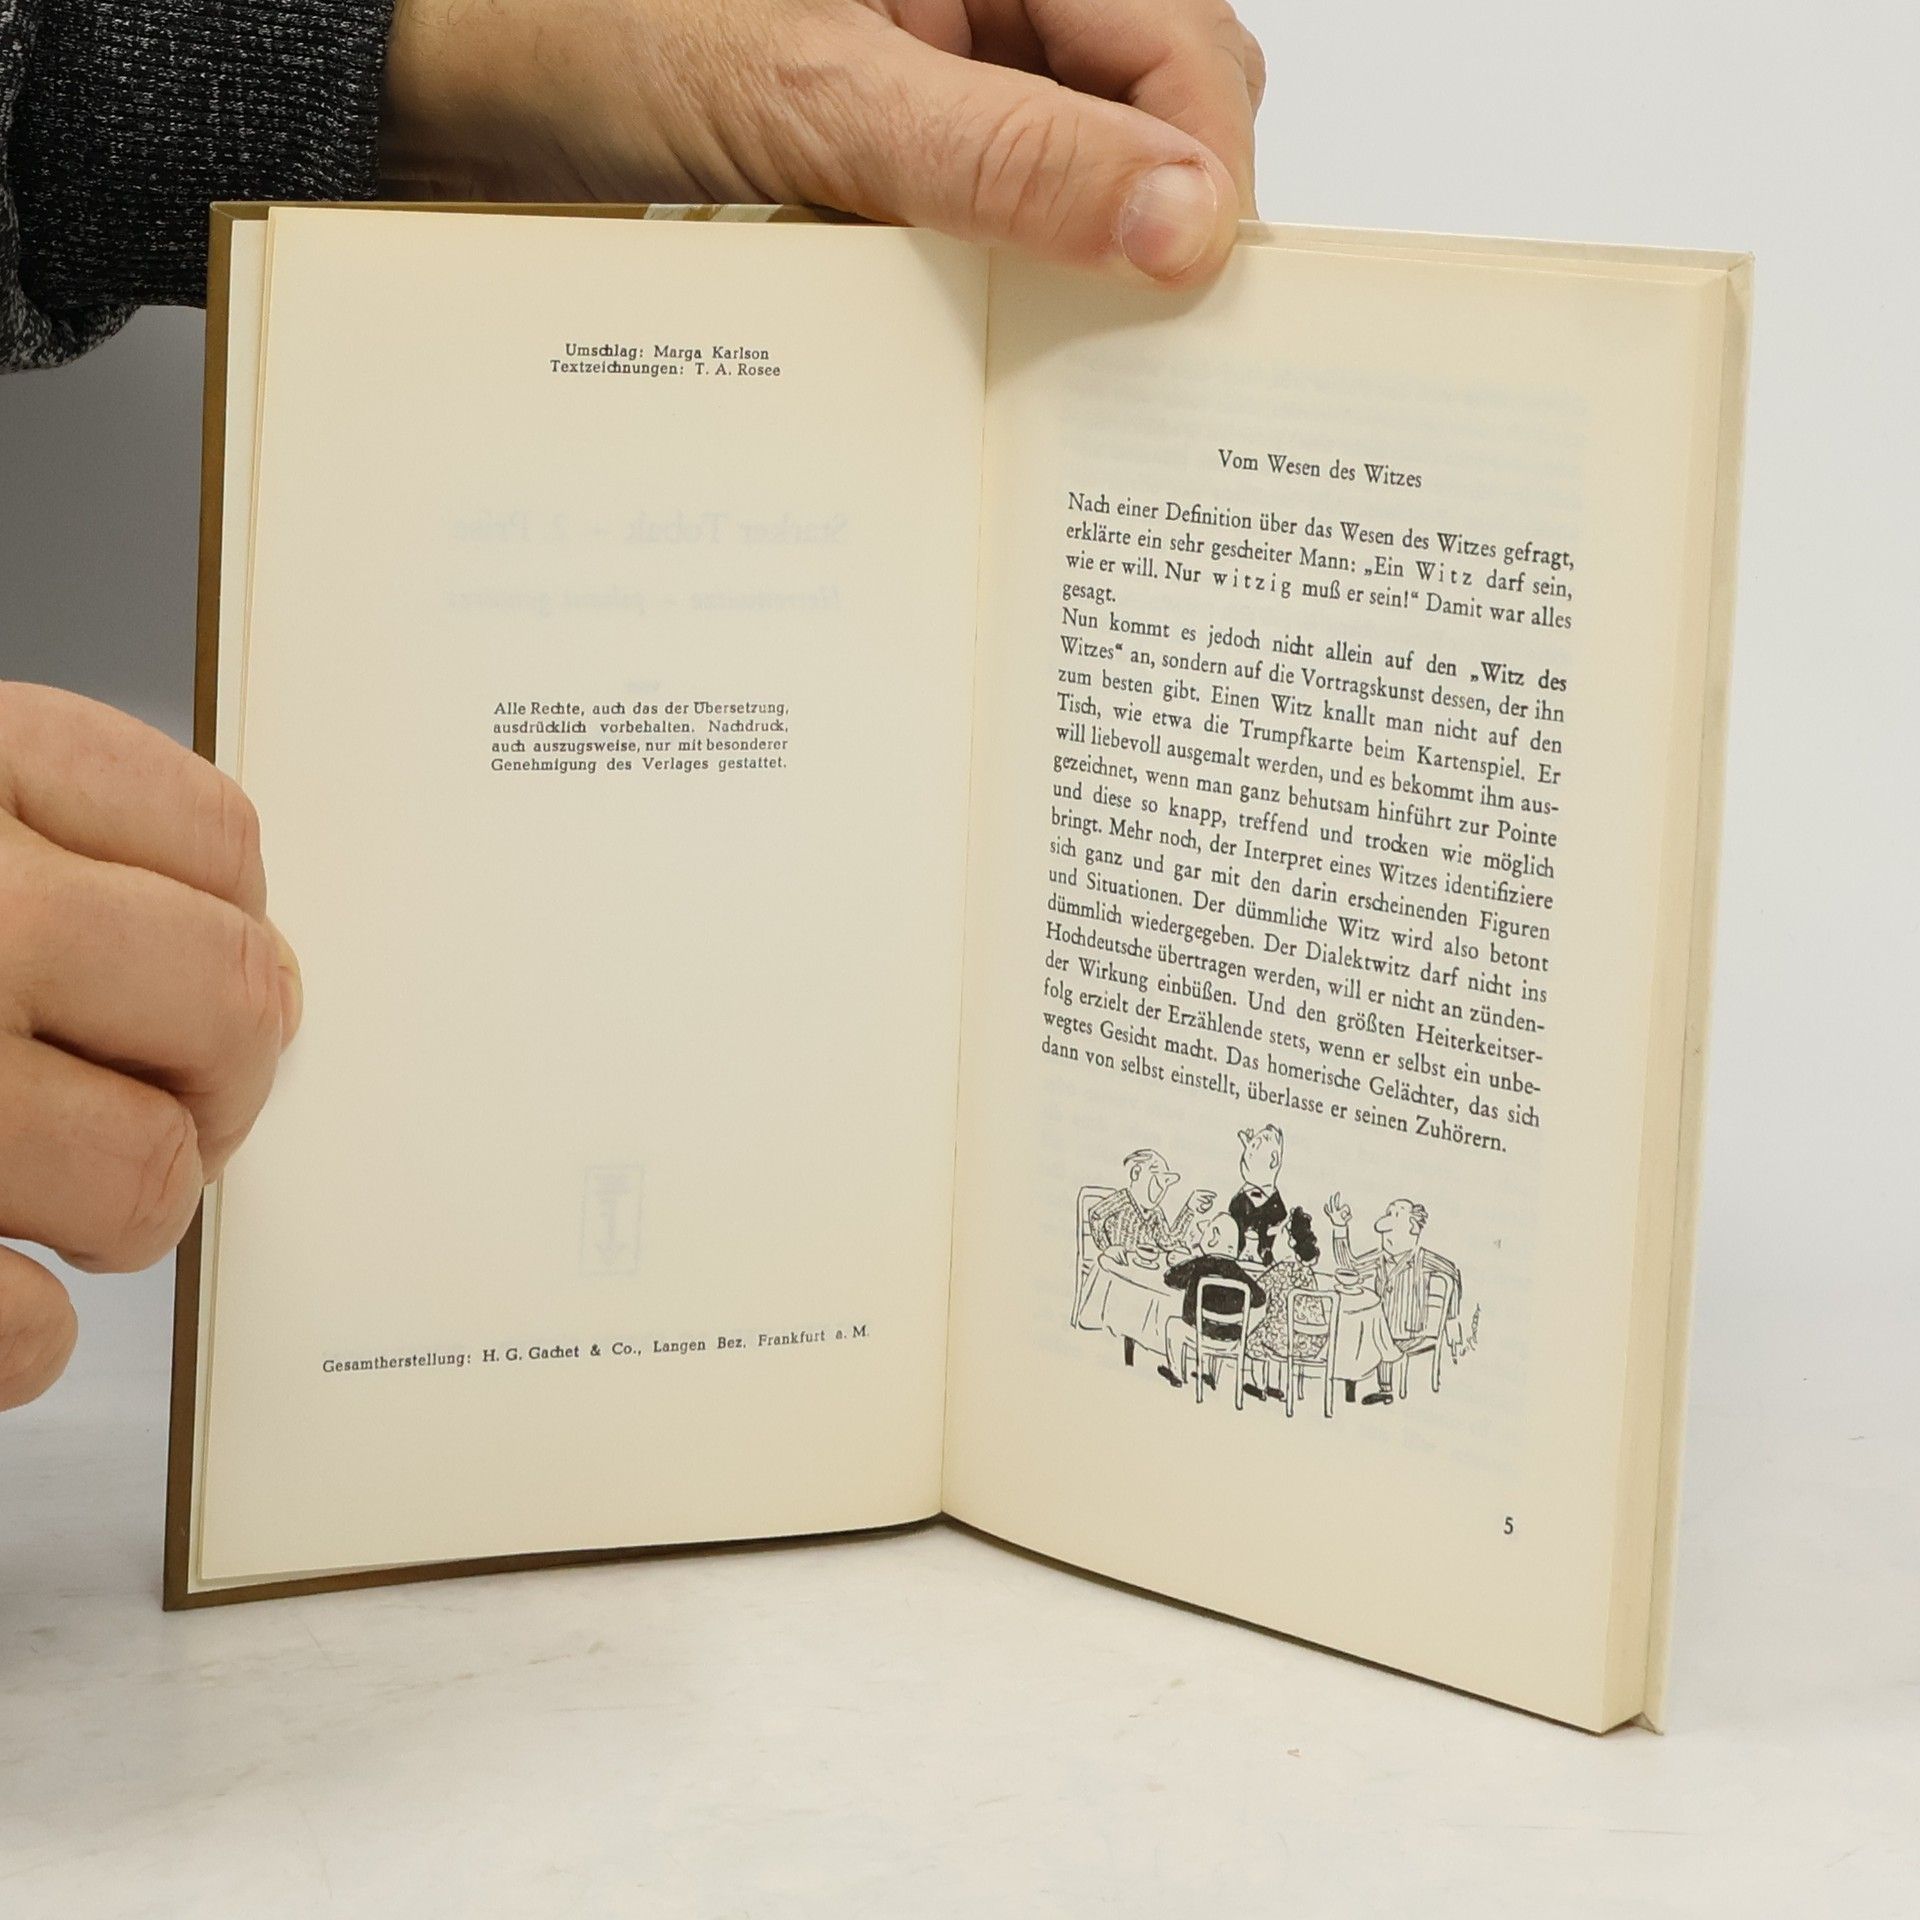 Umschlag: Marga Karlson
Textzeichnungen: T. A. Rosee
Alle Rechte, auch das der Übersetzung,
ausdrücklich vorbehalten. Nachdruck,
auch auszugsweise, nur mit besonderer
Genehmigung des Verlages gestattet.
Gesamtherstellung: H. G. Gachet & Co., Langen Bez. Frankfurt a. M.
Vom Wesen des Witzes
Nach einer Definition über das Wesen des Witzes gefragt,
erklärte ein sehr gescheiter Mann: „Ein Witz darf sein,
wie er will. Nur witzig muß er sein!“ Damit war alles
gesagt.
Nun kommt es jedoch nicht allein auf den „Witz des
Witzes“ an, sondern auf die Vortragskunst dessen, der ihn
zum besten gibt. Einen Witz knallt man nicht auf den
Tisch, wie etwa die Trumpfkarte beim Kartenspiel. Er
will liebevoll ausgemalt werden, und es bekommt ihm aus-
gezeichnet, wenn man ganz behutsam hinführt zur Pointe
und diese so knapp, treffend und trocken wie möglich
bringt. Mehr noch, der Interpret eines Witzes identifiziere
sich ganz und gar mit den darin erscheinenden Figuren
und Situationen. Der dümmliche Witz wird also betont
dümmlich wiedergegeben. Der Dialektwitz darf nicht ins
Hochdeutsche übertragen werden, will er nicht an zünden-
der Wirkung einbüßen. Und den größten Heiterkeitser-
folg erzielt der Erzählende stets, wenn er selbst ein unbe-
wegtes Gesicht macht. Das homerische Gelächter, das sich
dann von selbst einstellt, überlasse er seinen Zuhörern.
5